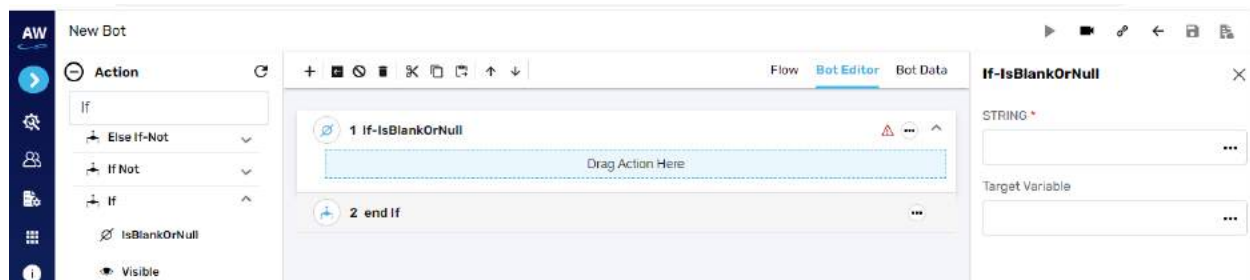 AW
New Bot
Action
If
Else If-Not
If Not
If
IsBlankOrNull
Visible
Flow
Bot Editor
Bot Data
1 If-IsBlankOrNull
Drag Action Here
2 end If
If-IsBlankOrNull
STRING *
Target Variable